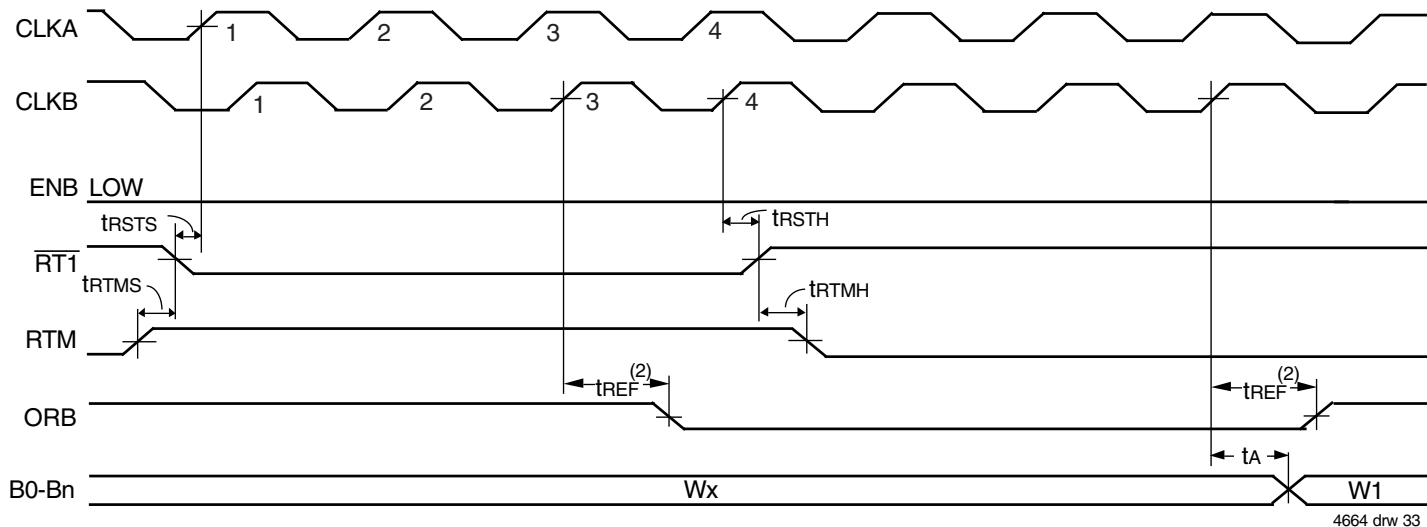 CLKA 1 2 3 4
CLKB 1 2 3 4
ENB LOW
tRSTS tRSTH
RT1
tRTMS tRTMH
RTM
tREF(2) tREF(2)
ORB
tA
B0-Bn Wx W1
4664 drw 33